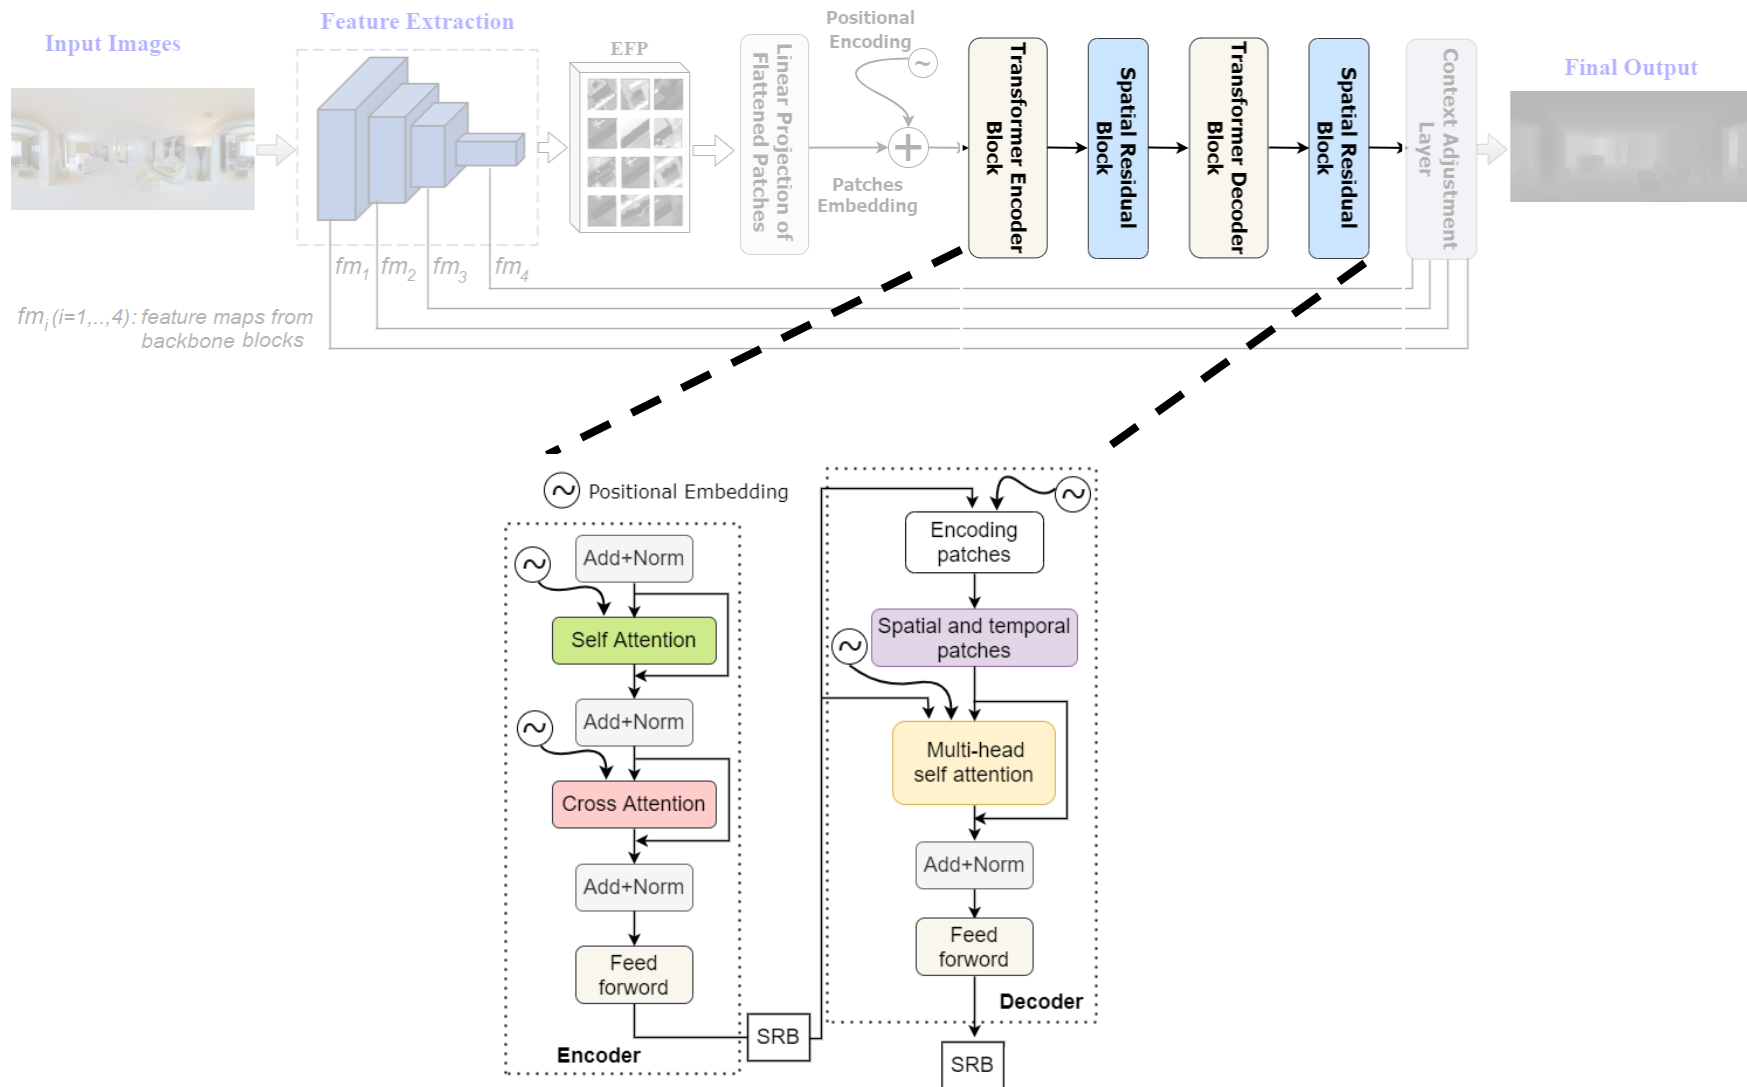 Input Images
Feature Extraction
EFP
Linear Projection of
Flattened Patches
Positional
Encoding
~
+
Patches
Embedding
Transformer Encoder
Block
Spatial Residual
Block
Transformer Decoder
Block
Spatial Residual
Block
Context Adjustment
Layer
Final Output
fm1
fm2
fm3
fm4
fmi (i=1,..,4): feature maps from
backbone blocks
~ Positional Embedding
Add+Norm
~
Self Attention
Add+Norm
~
Cross Attention
Add+Norm
Feed
forword
Encoder
SRB
~
Encoding
patches
Spatial and temporal
patches
~
Multi-head
self attention
Add+Norm
Feed
forword
Decoder
SRB